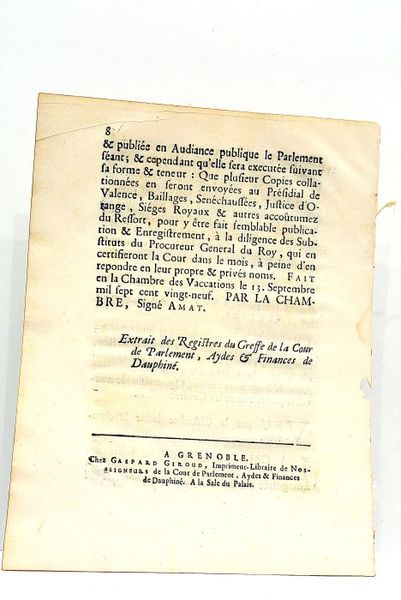 8
& publiée en Audiance publique le Parlement
séant; & cependant qu'elle sera executée suivant
sa forme & teneur : Que plusieur Copies colla-
tionnées en seront envoyées au Présidial de
Valence, Baillages, Senéchaussées, Justice d'O-
range, Siéges Royaux & autres accoûtumez
du Ressort, pour y être fait semblable publica-
tion & Enregistrement, à la diligence des Sub-
stituts du Procureur General du Roy, qui en
certifieront la Cour dans le mois, à peine d'en
repondre en leur propre & privés noms. FAIT
en la Chambre des Vaccations le 13. Septembre
mil sept cent vingt-neuf. PAR LA CHAM-
BRE, Signé AMAT.
Extrait des Registres du Greffe de la Cour
de Parlement, Aydes & Finances de
Dauphiné.
A GRENOBLE.
Chez GASPARD GIROUD, Imprimeur-Libraire de Nos-
seigneurs de la Cour de Parlement, Aydes & Finances
de Dauphiné. A la Sale du Palais.